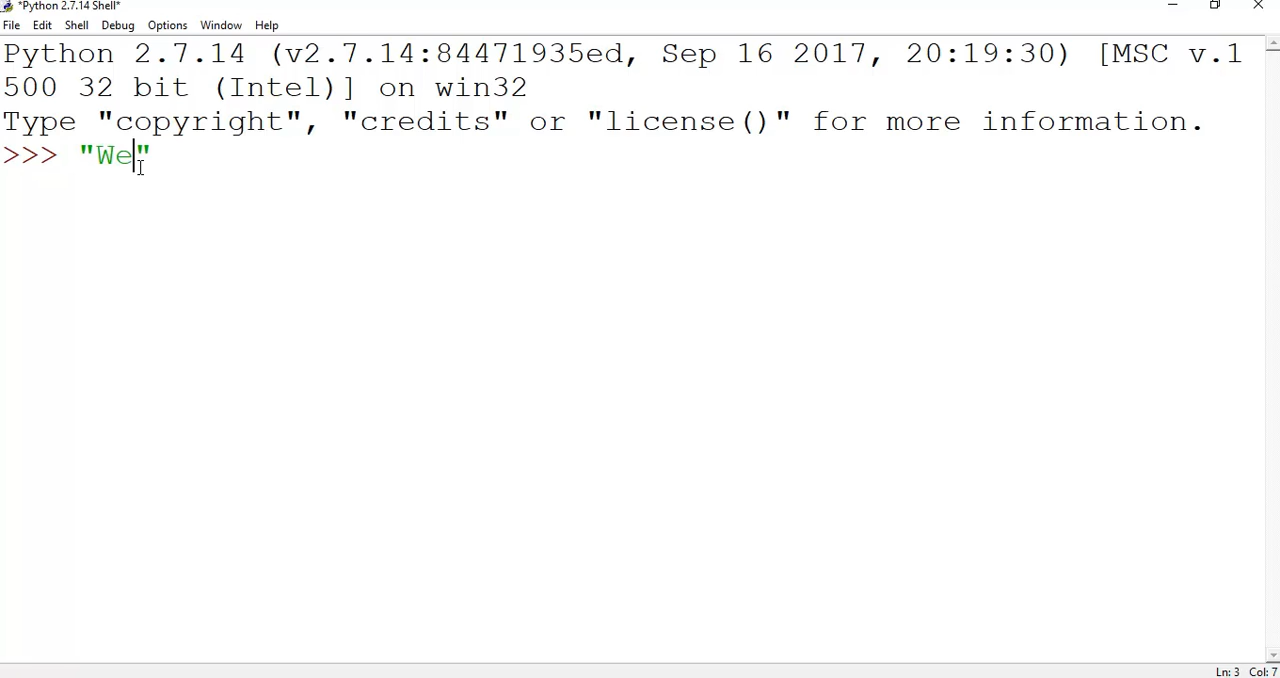 *Python 2.7.14 Shell*
File Edit Shell Debug Options Window Help
Python 2.7.14 (v2.7.14:84471935ed, Sep 16 2017, 20:19:30) [MSC v.1
500 32 bit (Intel)] on win32
Type "copyright", "credits" or "license()" for more information.
>>> "We"
Ln: 3 Col: 7